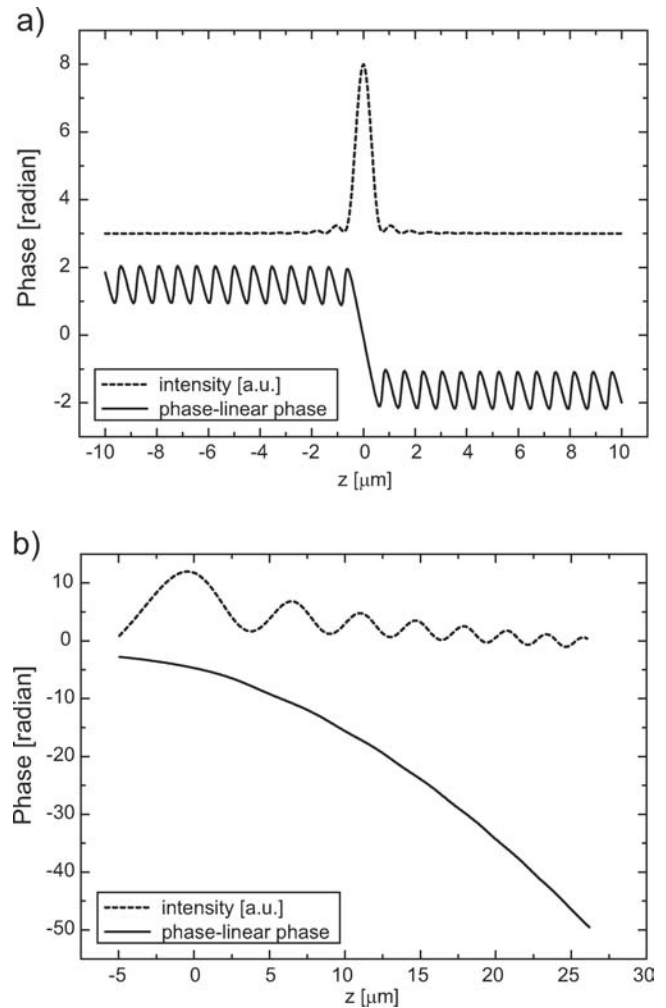 a)
8
6
4
2
0
-2
Phase [radian]
intensity [a.u.]
phase-linear phase
-10 -8 -6 -4 -2 0 2 4 6 8 10
z [μm]
b)
10
0
-10
-20
-30
-40
-50
Phase [radian]
intensity [a.u.]
phase-linear phase
-5 0 5 10 15 20 25 30
z [μm]